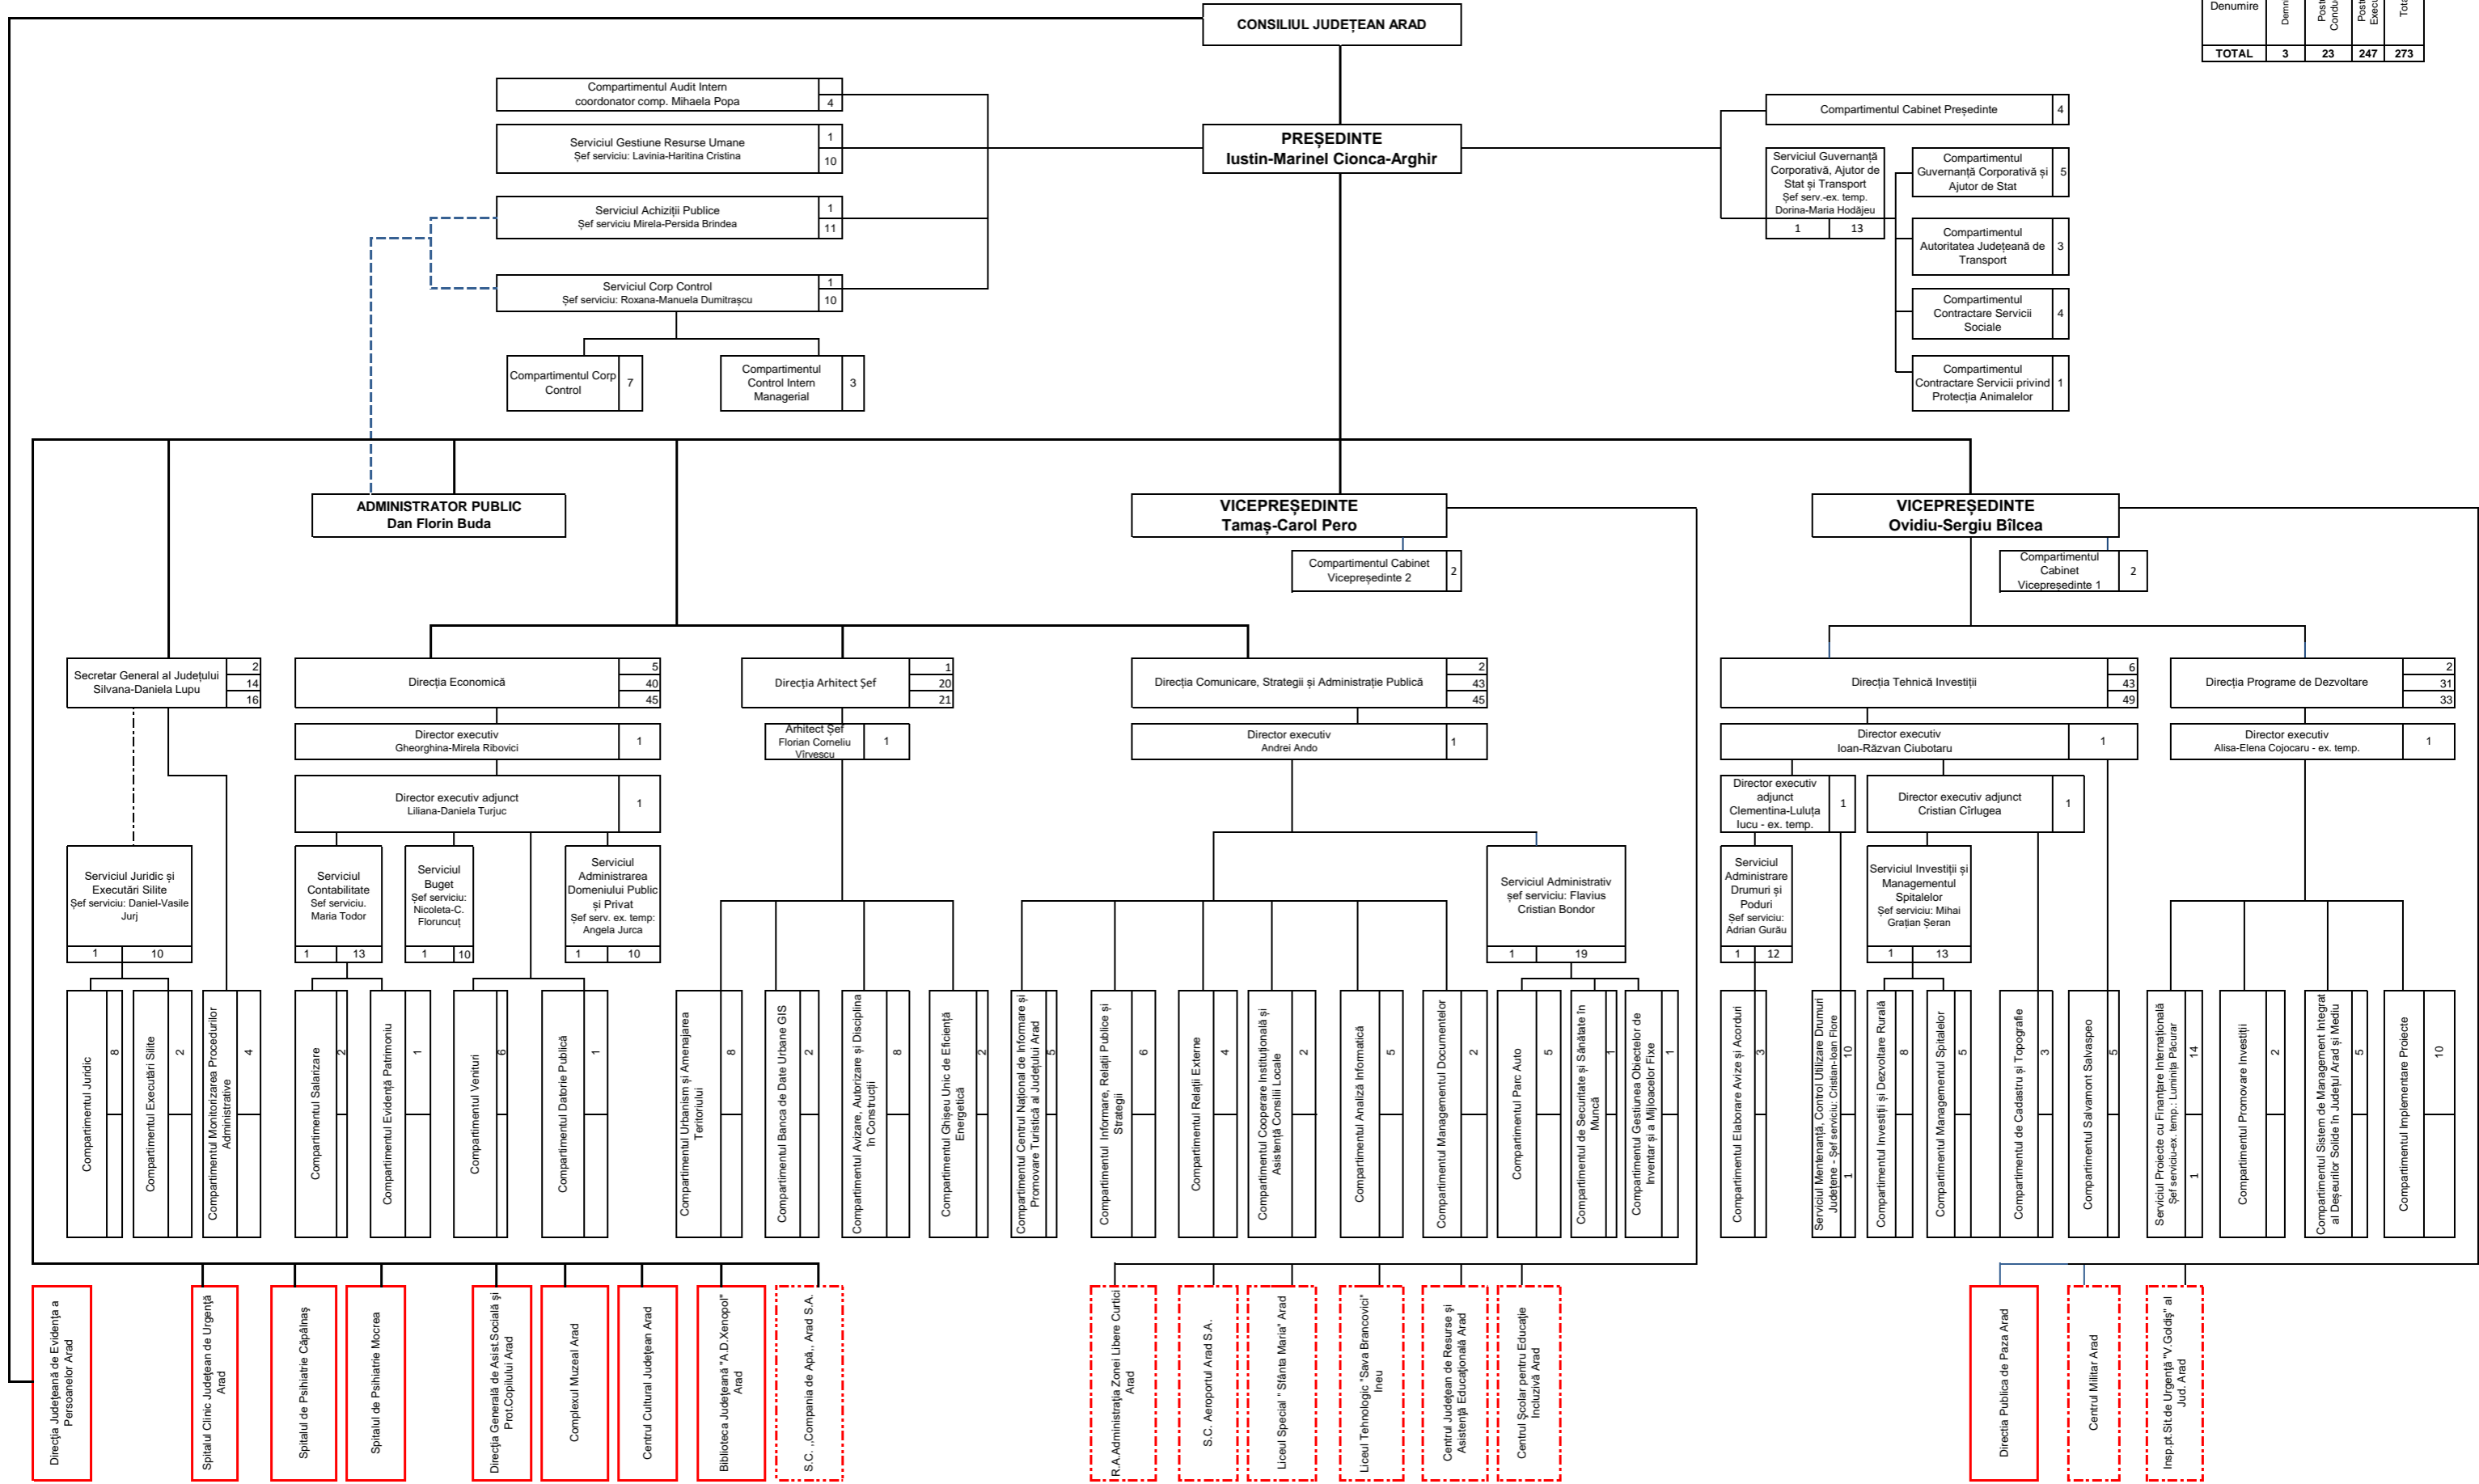 Denumire
TOTAL 3 23 247 273
CONSILIUL JUDEȚEAN ARAD
Compartimentul Audit Intern
coordonator comp. Mihaela Popa
4
Serviciul Gestiune Resurse Umane
Șef serviciu: Lavinia-Haritina Cristina
1
10
Serviciul Achiziții Publice
Șef serviciu Mirela-Persida Brindea
1
11
Serviciul Corp Control
Șef serviciu: Roxana-Manuela Dumitrașcu
1
10
Compartimentul Corp
Control
7
Compartimentul
Control Intern
Managerial
3
PREȘEDINTE
Iustin-Marinel Cionca-Arghir
Compartimentul Cabinet Președinte
4
Serviciul Guvernanță
Corporativă, Ajutor de
Stat și Transport
Șef serv.-ex. temp.
Dorina-Maria Hodăjeu
1 13
Compartimentul
Guvernanță Corporativă și
Ajutor de Stat
5
Compartimentul
Autoritatea Județeană de
Transport
3
Compartimentul
Contractare Servicii
Sociale
4
Compartimentul
Contractare Servicii privind
Protecția Animalelor
1
ADMINISTRATOR PUBLIC
Dan Florin Buda
VICEPREȘEDINTE
Tamaș-Carol Pero
Compartimentul Cabinet
Vicepreședinte 2
2
VICEPREȘEDINTE
Ovidiu-Sergiu Bîlcea
Compartimentul
Cabinet
Vicepreședinte 1
2
Secretar General al Județului
Silvana-Daniela Lupu
2
14
16
Direcția Economică
5
40
45
Direcția Arhitect Șef
1
20
21
Direcția Comunicare, Strategii și Administrație Publică
2
43
45
Direcția Tehnică Investiții
6
43
49
Direcția Programe de Dezvoltare
2
31
33
Director executiv
Gheorghina-Mirela Ribovici
1
Arhitect Șef
Florian Corneliu
Vîrvescu
1
Director executiv
Andrei Ando
1
Director executiv
Ioan-Răzvan Ciubotaru
1
Director executiv
Alisa-Elena Cojocaru - ex. temp.
1
Director executiv adjunct
Liliana-Daniela Turjuc
1
Director executiv
adjunct
Clementina-Luluța
Iucu - ex. temp.
1
Director executiv adjunct
Cristian Cîrlugea
1
Serviciul Juridic și
Executări Silite
Șef serviciu: Daniel-Vasile
Jurj
1 10
Serviciul
Contabilitate
Sef serviciu.
Maria Todor
1 13
Serviciul
Buget
Șef serviciu:
Nicoleta-C.
Floruncuț
1 10
Serviciul
Administrarea
Domeniului Public
și Privat
Șef serv. ex. temp:
Angela Jurca
1 10
Serviciul Administrativ
șef serviciu: Flavius
Cristian Bondor
1 19
Serviciul
Administrare
Drumuri și
Poduri
Șef serviciu:
Adrian Gurău
1 12
Serviciul Investiții și
Managementul
Spitalelor
Șef serviciu: Mihai
Grațian Șeran
1 13
Compartimentul Juridic
8
Compartimentul Executări Silite
2
Compartimentul Monitorizarea Procedurilor
Administrative
4
Compartimentul Salarizare
2
Compartimentul Evidență Patrimoniu
1
Compartimentul Venituri
6
Compartimentul Datorie Publică
1
Compartimentul Urbanism și Amenajarea
Teritoriului
8
Compartimentul Banca de Date Urbane GIS
2
Compartimentul Avizare, Autorizare și Disciplina
în Construcții
8
Compartimentul Ghișeu Unic de Eficiență
Energetică
2
Compartimentul Centrul Național de Informare și
Promovare Turistică al Județului Arad
5
Compartimentul Informare, Relații Publice și
Strategii
6
Compartimentul Relații Externe
4
Compartimentul Cooperare Instituțională și
Asistență Consilii Locale
2
Compartimentul Analiză Informatică
5
Compartimentul Managementul Documentelor
2
Compartimentul Parc Auto
5
Compartimentul de Securitate și Sănătate în
Muncă
1
Compartimentul Gestiunea Obiectelor de
Inventar și a Mijloacelor Fixe
1
Compartimentul Elaborare Avize și Acorduri
3
Serviciul Mentenanță, Control Utilizare Drumuri
Județene - Șef serviciu: Cristian-Ioan Flore
1 10
Compartimentul Investiții și Dezvoltare Rurală
8
Compartimentul Managementul Spitalelor
5
Compartimentul de Cadastru și Topografie
3
Compartimentul Salvamont Salvaspeo
5
Serviciul Proiecte cu Finanțare Internațională
Șef serviciu-ex. temp.: Luminița Păcurar
1 14
Compartimentul Promovare Investiții
2
Compartimentul Sistem de Management Integrat
al Deșeurilor Solide în Județul Arad și Mediu
5
Compartimentul Implementare Proiecte
10
Direcția Județeană de Evidența a
Persoanelor Arad
Spitalul Clinic Județean de Urgență
Arad
Spitalul de Psihiatrie Căpâlnaș
Spitalul de Psihiatrie Mocrea
Direcția Generală de Asist.Socială și
Prot.Copilului Arad
Complexul Muzeal Arad
Centrul Cultural Județean Arad
Biblioteca Județeană "A.D.Xenopol"
Arad
S.C. ,,Compania de Apă,, Arad S.A.
R.A.Administrația Zonei Libere Curtici
Arad
S.C. Aeroportul Arad S.A.
Liceul Special " Sfânta Maria" Arad
Liceul Tehnologic "Sava Brancovici"
Ineu
Centrul Județean de Resurse și
Asistență Educațională Arad
Centrul Școlar pentru Educație
Incluzivă Arad
Directia Publica de Paza Arad
Centrul Militar Arad
Insp.pt.Sit.de Urgență "V.Goldiș" al
Jud. Arad